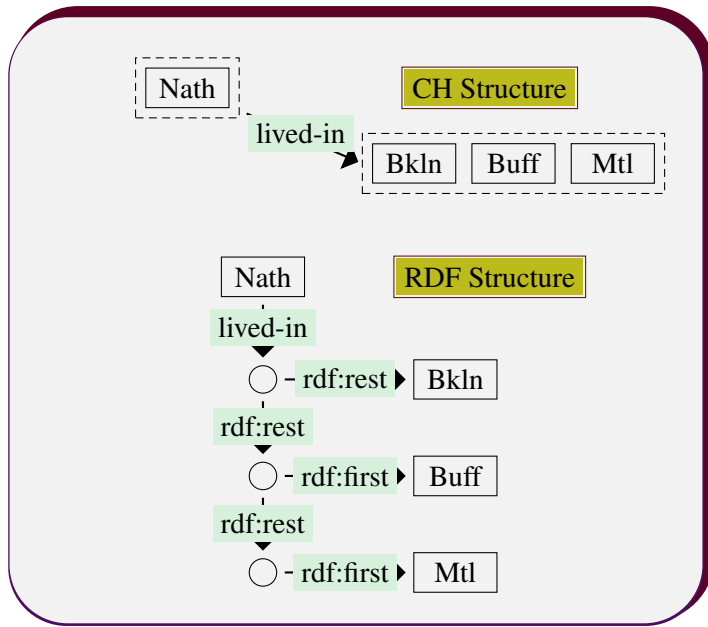 Nath
CH Structure
lived-in
Bkln Buff Mtl
Nath
RDF Structure
lived-in
rdf:rest Bkln
rdf:rest
rdf:first Buff
rdf:rest
rdf:first Mtl